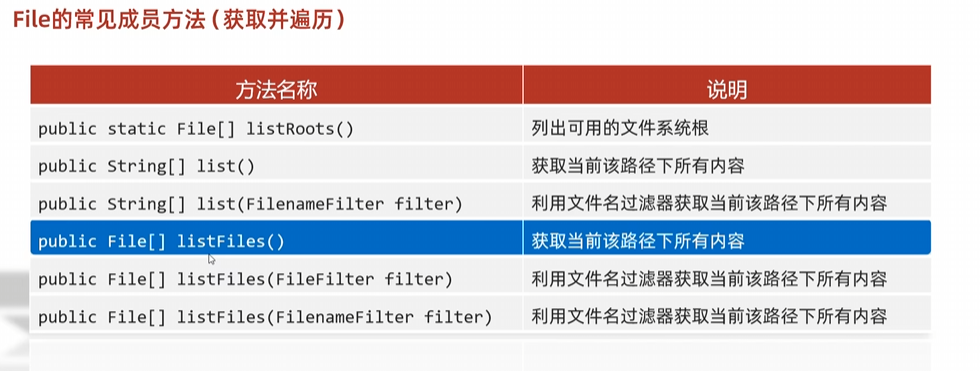 File的常见成员方法(获取并遍历)
方法名称 说明
public static File[] listRoots() 列出可用的文件系统根
public String[] list() 获取当前该路径下所有内容
public String[] list(FilenameFilter filter) 利用文件名过滤器获取当前该路径下所有内容
public File[] listFiles() 获取当前该路径下所有内容
public File[] listFiles(FileFilter filter) 利用文件名过滤器获取当前该路径下所有内容
public File[] listFiles(FilenameFilter filter) 利用文件名过滤器获取当前该路径下所有内容